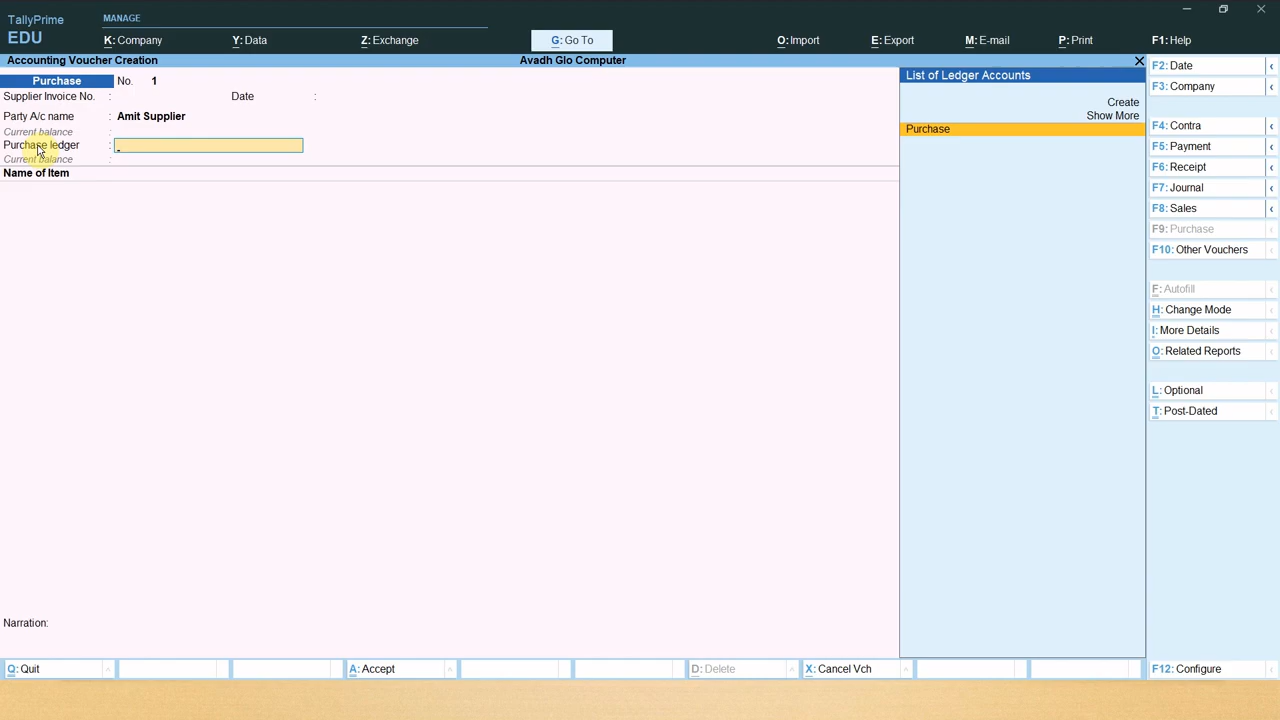 TallyPrime
EDU
MANAGE
K: Company
Y: Data
Z: Exchange
G: Go To
O: Import
E: Export
M: E-mail
P: Print
F1: Help
Accounting Voucher Creation
Avadh Glo Computer
Purchase No. 1
Supplier Invoice No. : Date :
Party A/c name : Amit Supplier
Current balance :
Purchase ledger :
Current balance :
Name of Item
Narration:
List of Ledger Accounts
Create
Show More
Purchase
F2: Date
F3: Company
F4: Contra
F5: Payment
F6: Receipt
F7: Journal
F8: Sales
F9: Purchase
F10: Other Vouchers
F: Autofill
H: Change Mode
I: More Details
O: Related Reports
L: Optional
T: Post-Dated
Q: Quit
A: Accept
D: Delete
X: Cancel Vch
F12: Configure